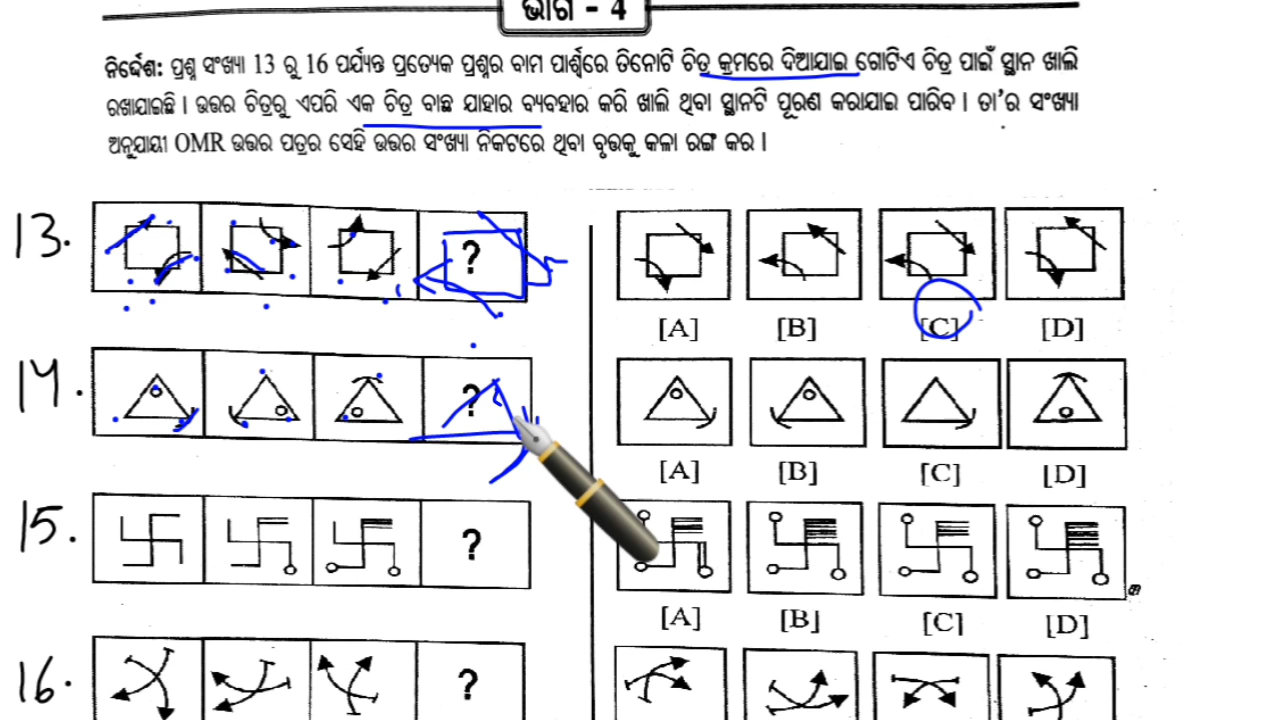 ଭାଗ - 4
ନିର୍ଦ୍ଦେଶ: ପ୍ରଶ୍ନ ସଂଖ୍ୟା 13 ରୁ 16 ପର୍ଯ୍ୟନ୍ତ ପ୍ରତ୍ୟେକ ପ୍ରଶ୍ନର ବାମ ପାର୍ଶ୍ୱରେ ତିନୋଟି ଚିତ୍ର କ୍ରମରେ ଦିଆଯାଇ ଗୋଟିଏ ଚିତ୍ର ପାଇଁ ସ୍ଥାନ ଖାଲି
ରଖାଯାଇଛି । ଉତ୍ତର ଚିତ୍ରରୁ ଏପରି ଏକ ଚିତ୍ର ବାଛ ଯାହାର ବ୍ୟବହାର କରି ଖାଲି ଥିବା ସ୍ଥାନଟି ପୂରଣ କରାଯାଇ ପାରିବ । ତା'ର ସଂଖ୍ୟା
ଅନୁଯାୟୀ OMR ଉତ୍ତର ପତ୍ରର ସେହି ଉତ୍ତର ସଂଖ୍ୟା ନିକଟରେ ଥିବା ବୃତ୍ତକୁ କଳା ରଙ୍ଗ କର ।
13. ?
[A] [B] [C] [D]
14. ?
[A] [B] [C] [D]
15. ?
[A] [B] [C] [D]
16. ?